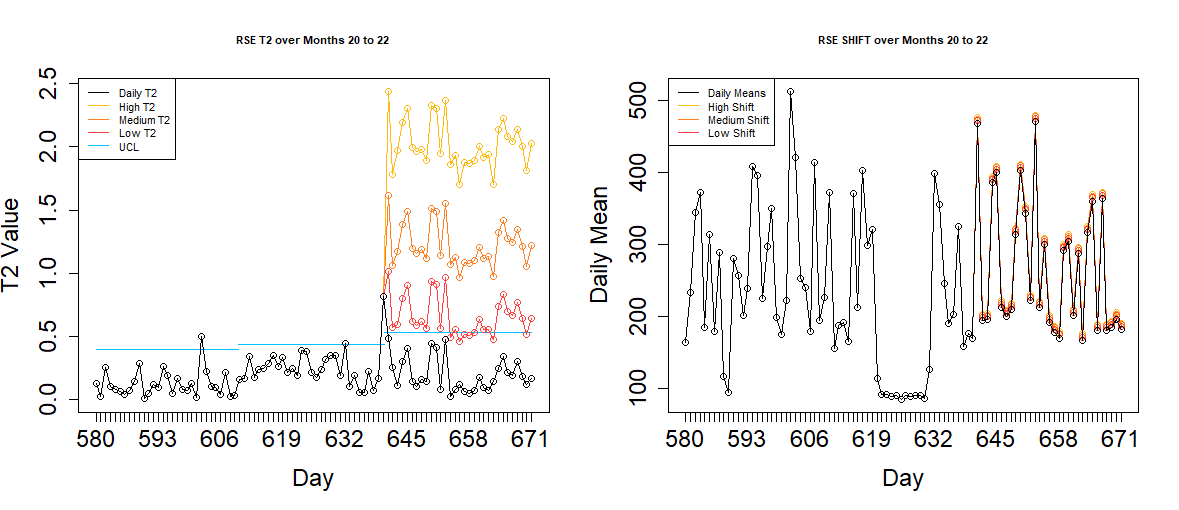 RSE T2 over Months 20 to 22
T2 Value
2.5
2.0
1.5
1.0
0.5
0.0
Daily T2
High T2
Medium T2
Low T2
UCL
580 593 606 619 632 645 658 671
Day
RSE SHIFT over Months 20 to 22
Daily Mean
500
400
300
200
100
Daily Means
High Shift
Medium Shift
Low Shift
580 593 606 619 632 645 658 671
Day